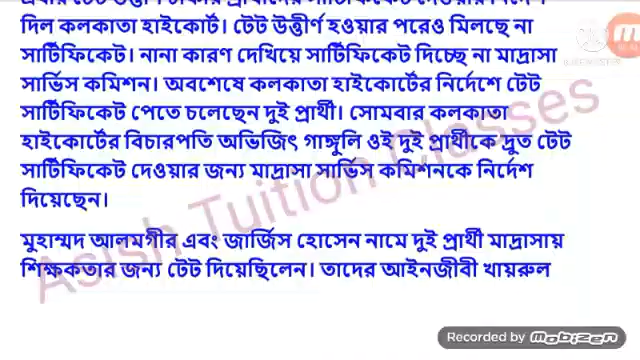 দিল কলকাতা হাইকোর্ট। টেট উত্তীর্ণ হওয়ার পরেও মিলছে না
সার্টিফিকেট। নানা কারণ দেখিয়ে সার্টিফিকেট দিচ্ছে না মাদ্রাসা
সার্ভিস কমিশন। অবশেষে কলকাতা হাইকোর্টের নির্দেশে টেট
সার্টিফিকেট পেতে চলেছেন দুই প্রার্থী। সোমবার কলকাতা
হাইকোর্টের বিচারপতি অভিজিৎ গাঙ্গুলি ওই দুই প্রার্থীকে দ্রুত টেট
সার্টিফিকেট দেওয়ার জন্য মাদ্রাসা সার্ভিস কমিশনকে নির্দেশ
দিয়েছেন।
মুহাম্মদ আলমগীর এবং জার্জিস হোসেন নামে দুই প্রার্থী মাদ্রাসায়
শিক্ষকতার জন্য টেট দিয়েছিলেন। তাদের আইনজীবী খায়রুল
Asish Tuition Classes
Recorded by Mobizen